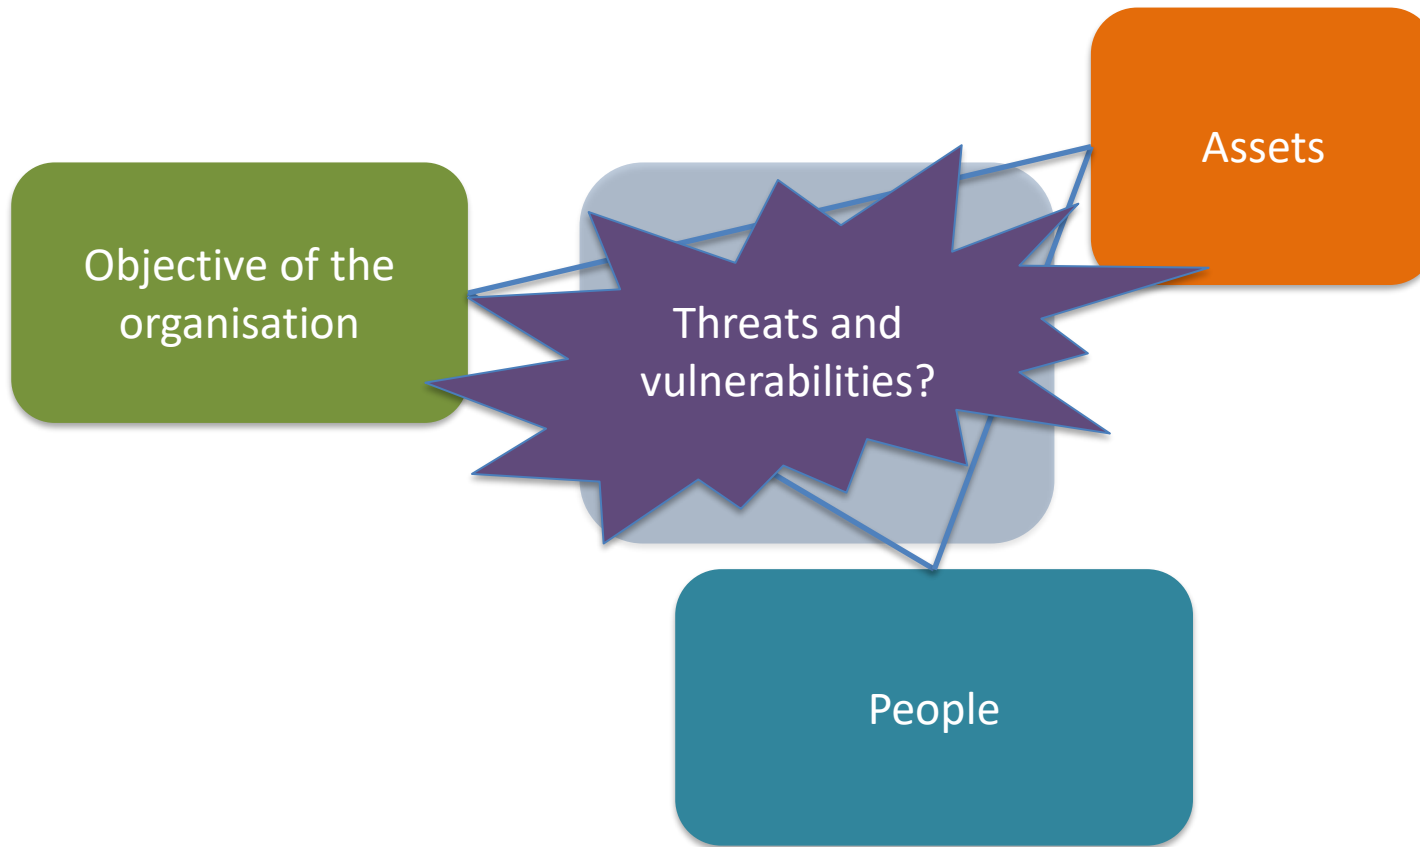 Assets
Objective of the
organisation
Threats and
vulnerabilities?
People